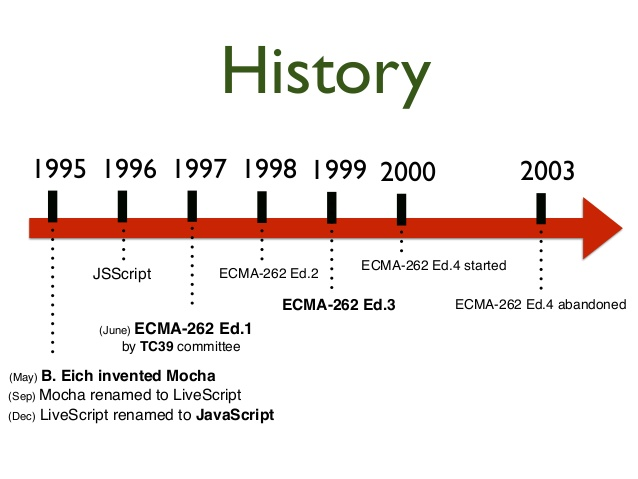 History
1995 1996 1997 1998 1999 2000 2003
JSScript
ECMA-262 Ed.2
ECMA-262 Ed.4 started
ECMA-262 Ed.3
ECMA-262 Ed.4 abandoned
(June) ECMA-262 Ed.1
by TC39 committee
(May) B. Eich invented Mocha
(Sep) Mocha renamed to LiveScript
(Dec) LiveScript renamed to JavaScript